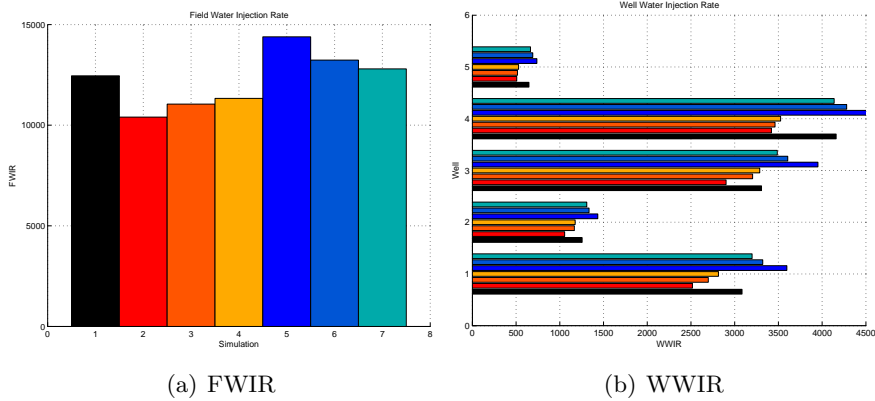 Field Water Injection Rate
15000
10000
5000
0
FWIR
0 1 2 3 4 5 6 7 8
Simulation
(a) FWIR
Well Water Injection Rate
6
5
4
3
2
1
0
Well
0 500 1000 1500 2000 2500 3000 3500 4000 4500
WWIR
(b) WWIR